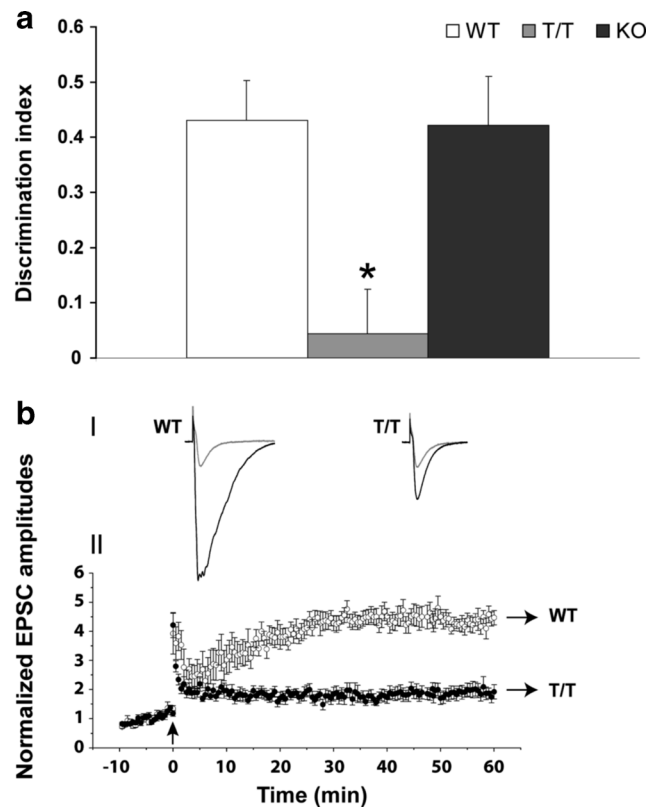 a
WT T/T KO
Discrimination index
0.6
0.5
0.4
0.3
0.2
0.1
0
*
b
I
WT
T/T
II
Normalized EPSC amplitudes
6
5
4
3
2
1
0
WT
T/T
-10 0 10 20 30 40 50 60
Time (min)